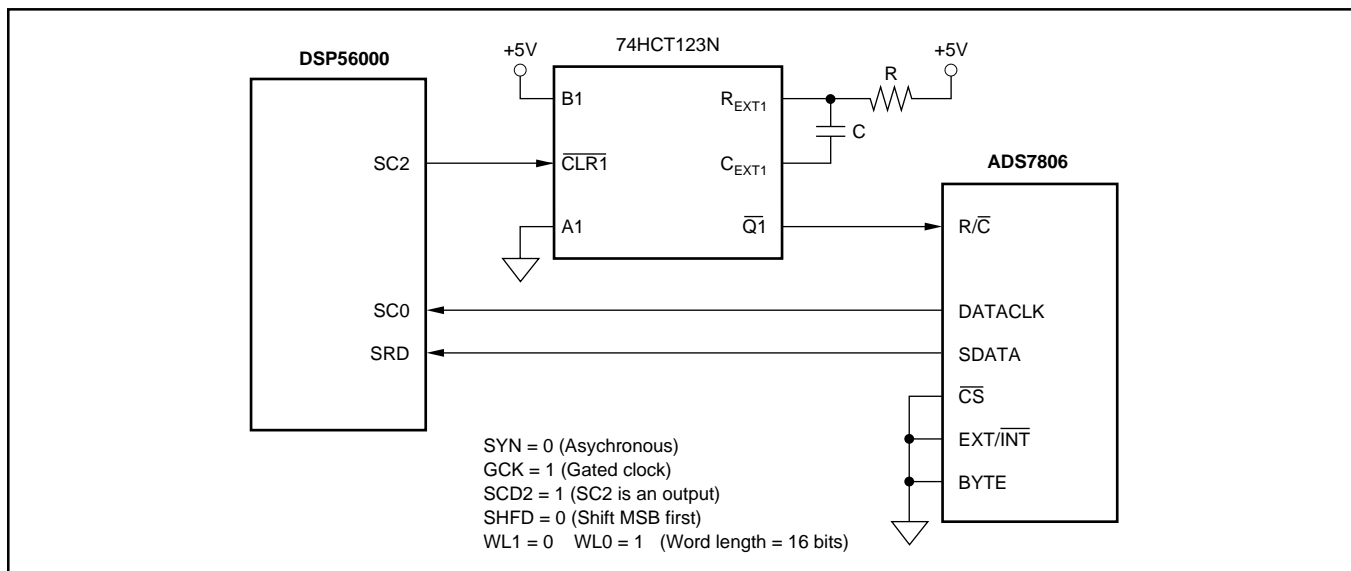 DSP56000
SC2
SC0
SRD
+5V
74HCT123N
B1
CLR1
A1
REXT1
CEXT1
Q1
R
+5V
C
ADS7806
R/C
DATACLK
SDATA
CS
EXT/INT
BYTE
SYN = 0 (Asychronous)
GCK = 1 (Gated clock)
SCD2 = 1 (SC2 is an output)
SHFD = 0 (Shift MSB first)
WL1 = 0 WL0 = 1 (Word length = 16 bits)